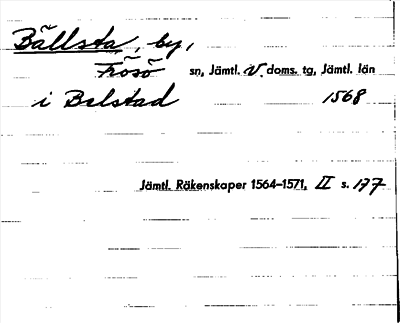 Bällsta, by,
Frösö sn, Jämtl. V. doms. tg, Jämtl. län
i Belstad 1568
Jämtl. Räkenskaper 1564–1571, II s. 177